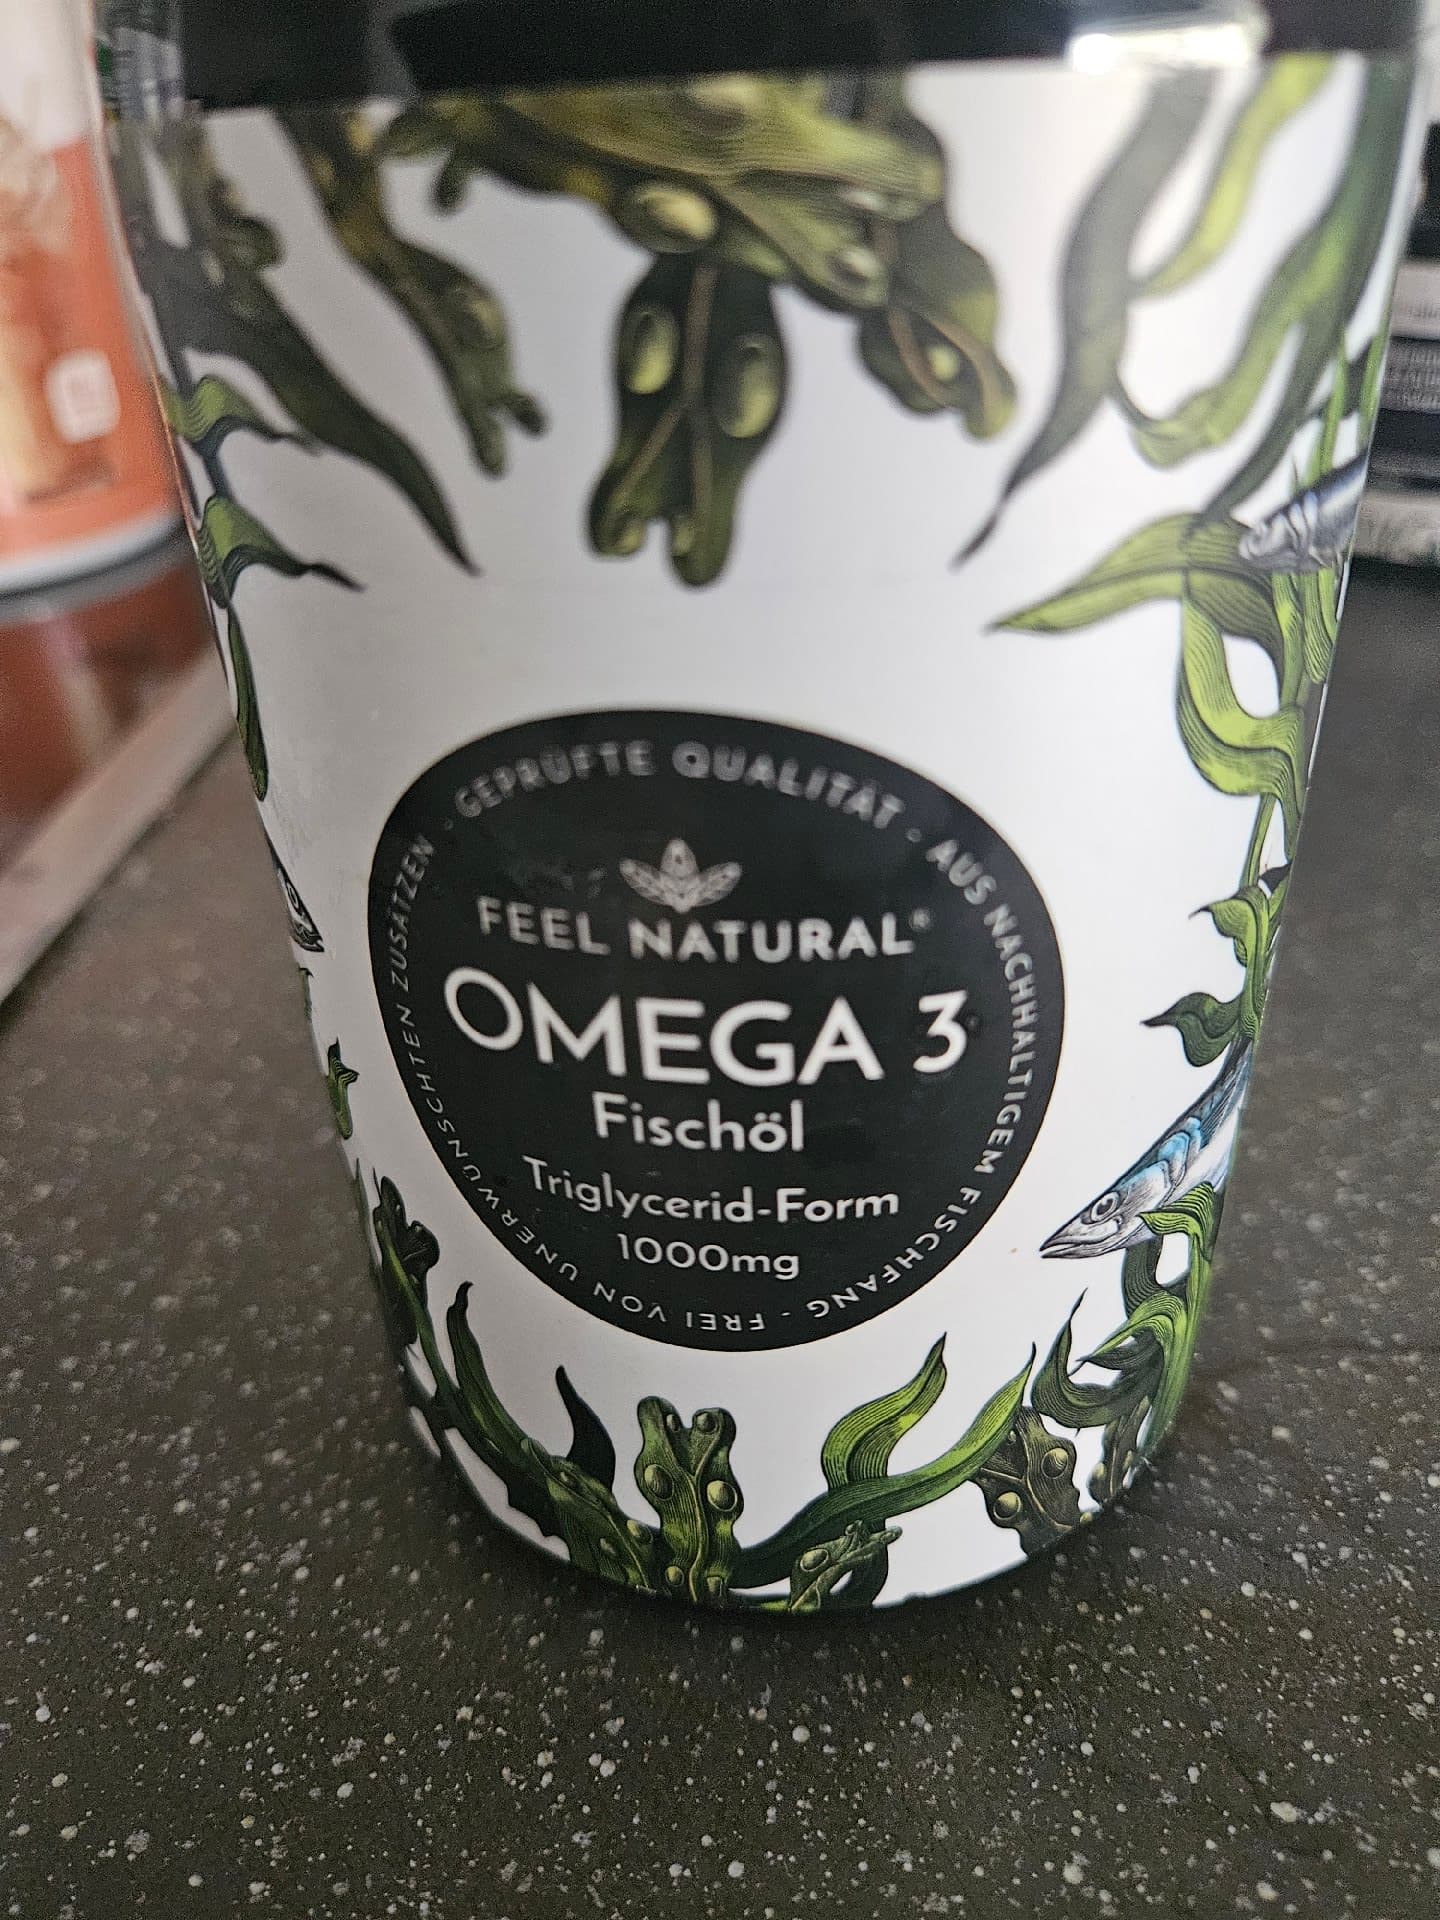 GEPRÜFTE QUALITÄT - AUS NACHHALTIGEM FISCHFANG - FREI VON UNERWÜNSCHTEN ZUSÄTZEN -
FEEL NATURAL®
OMEGA 3
Fischöl
Triglycerid-Form
1000mg